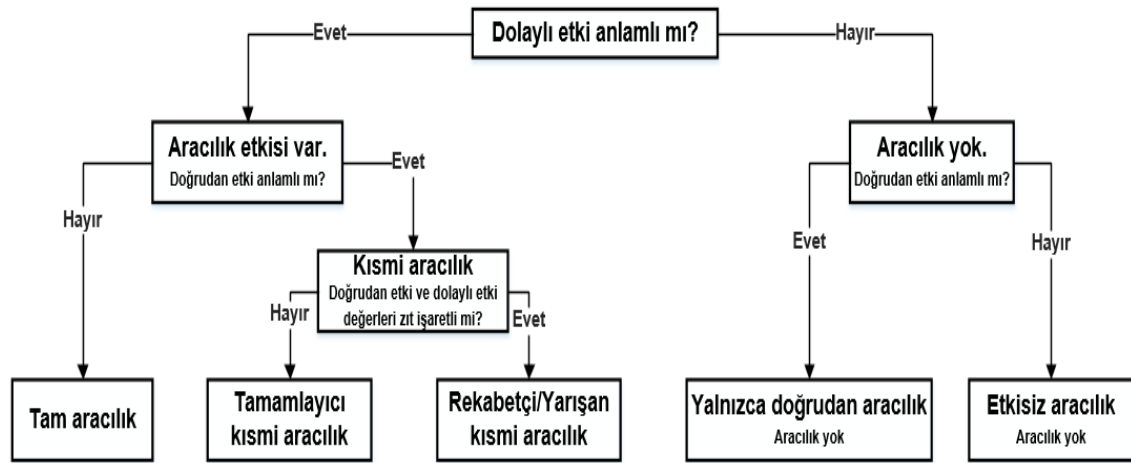 Dolaylı etki anlamlı mı?
Evet
Hayır
Aracılık etkisi var.
Doğrudan etki anlamlı mı?
Aracılık yok.
Doğrudan etki anlamlı mı?
Evet
Hayır
Evet
Hayır
Kısmi aracılık
Doğrudan etki ve dolaylı etki
değerleri zıt işaretli mi?
Hayır
Evet
Tam aracılık
Tamamlayıcı
kısmi aracılık
Rekabetçi/Yarışan
kısmi aracılık
Yalnızca doğrudan aracılık
Aracılık yok
Etkisiz aracılık
Aracılık yok